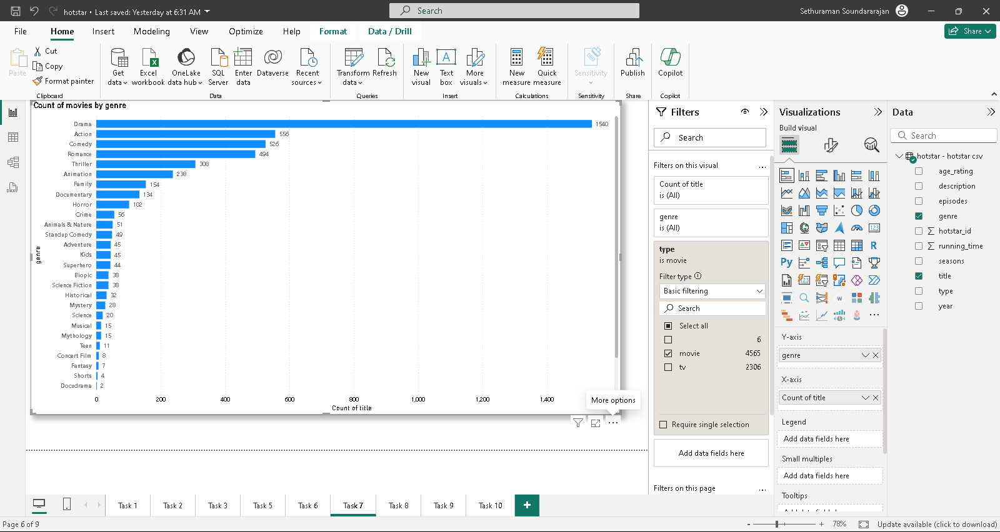 hotstar • Last saved: Yesterday at 6:31 AM
Search
Sethuraman Soundararajan
File
Home
Insert
Modeling
View
Optimize
Help
Format
Data / Drill
Share
Paste
Cut
Copy
Format painter
Clipboard
Get data
Excel workbook
OneLake data hub
SQL Server
Enter data
Dataverse
Recent sources
Data
Transform data
Refresh
Queries
New visual
Text box
More visuals
Insert
New measure
Quick measure
Calculations
Sensitivity
Sensitivity
Publish
Share
Copilot
Copilot
Count of movies by genre
genre
Drama 1540
Action 556
Comedy 526
Romance 494
Thriller 308
Animation 238
Family 154
Documentary 134
Horror 102
Crime 56
Animals & Nature 51
Standup Comedy 49
Adventure 45
Kids 45
Superhero 44
Biopic 38
Science Fiction 38
Historical 32
Mystery 28
Science 20
Musical 15
Mythology 15
Teen 11
Concert Film 8
Fantasy 7
Shorts 4
Docudrama 2
0 200 400 600 800 1,000 1,200 1,400
Count of title
More options
Filters
Search
Filters on this visual
Count of title
is (All)
genre
is (All)
type
is movie
Filter type
Basic filtering
Search
Select all
6
movie 4565
tv 2306
Require single selection
Add data fields here
Filters on this page
Visualizations
Build visual
123
R
Py
123
W
Y-axis
genre
X-axis
Count of title
Legend
Add data fields here
Small multiples
Add data fields here
Tooltips
Data
Search
hotstar - hotstar csv
age_rating
description
episodes
genre
hotstar_id
running_time
seasons
title
type
year
DAX
Task 1
Task 2
Task 3
Task 5
Task 6
Task 7
Task 8
Task 9
Task 10
+
Page 6 of 9
- + 78%
Update available (click to download)